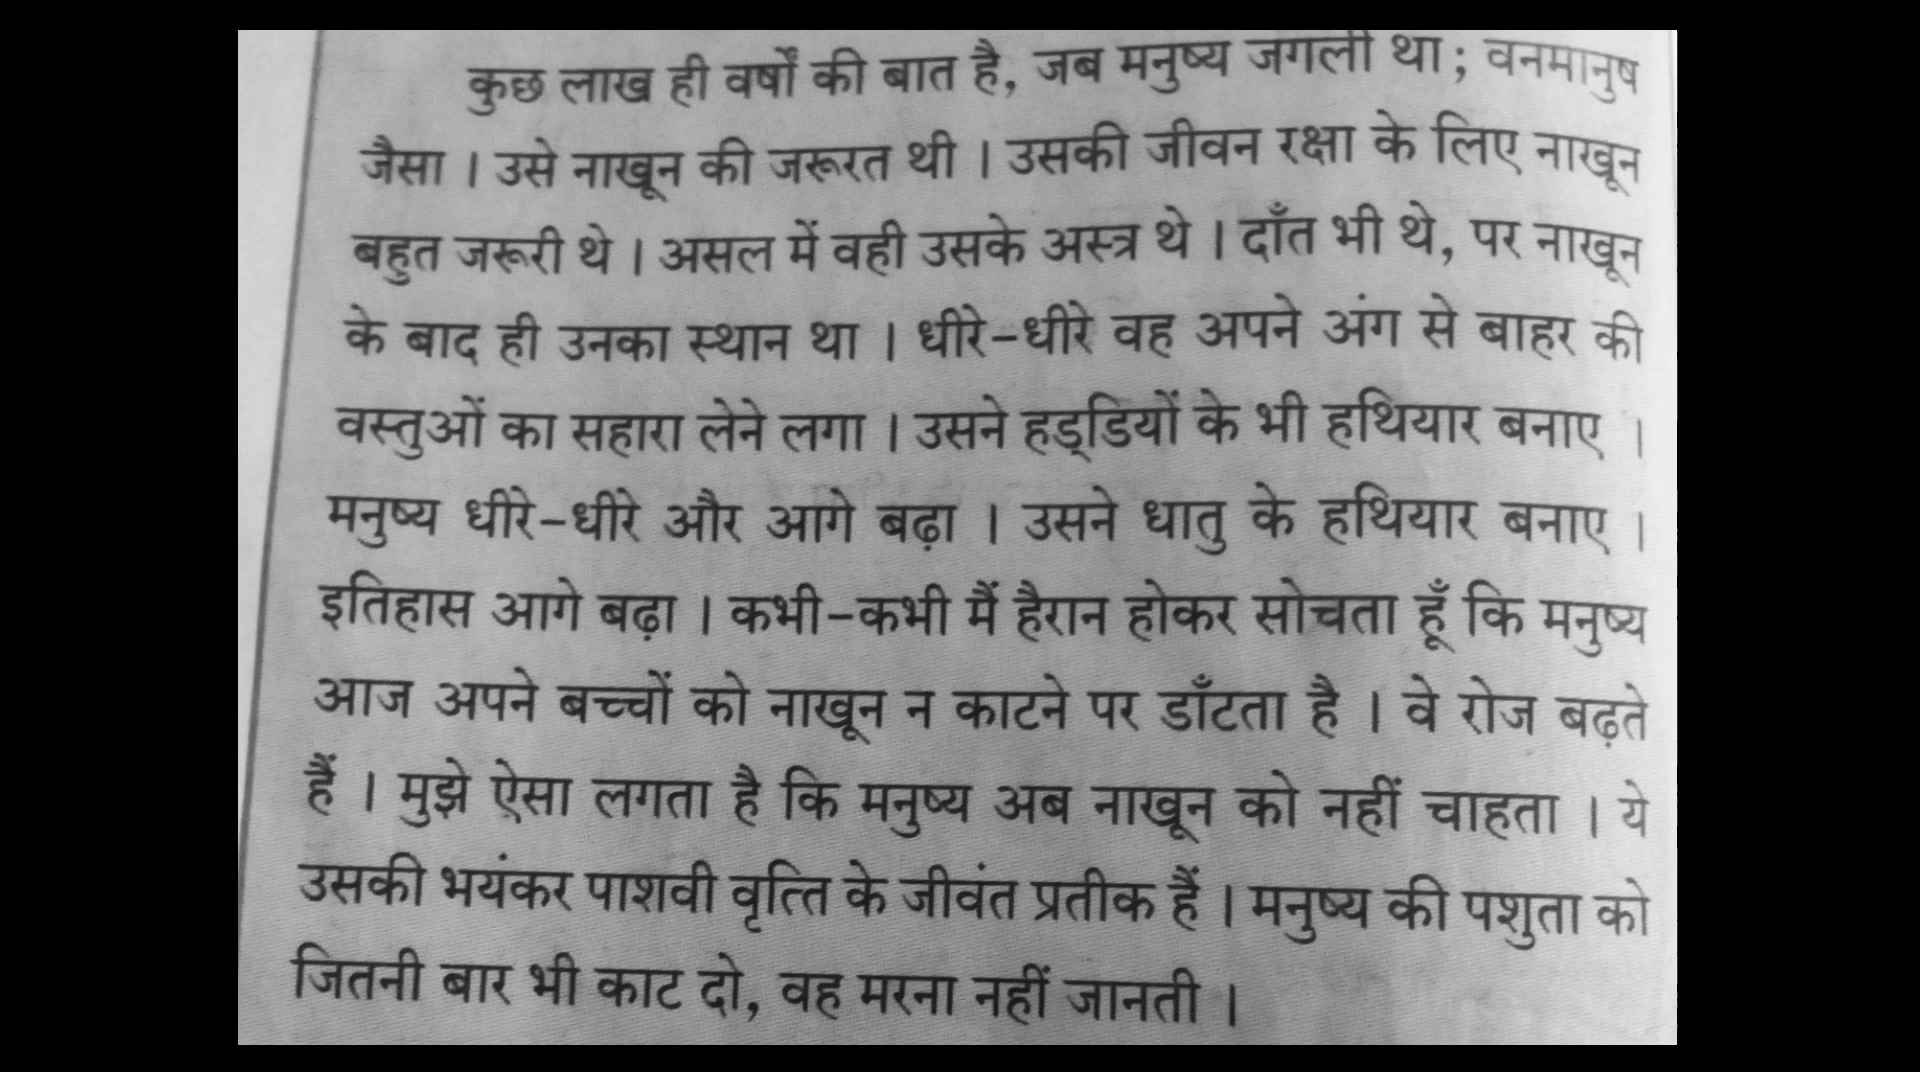 कुछ लाख ही वर्षों की बात है, जब मनुष्य जंगली था ; वनमानुष
जैसा । उसे नाखून की जरूरत थी । उसकी जीवन रक्षा के लिए नाखून
बहुत जरूरी थे । असल में वही उसके अस्त्र थे । दाँत भी थे, पर नाखून
के बाद ही उनका स्थान था । धीरे-धीरे वह अपने अंग से बाहर की
वस्तुओं का सहारा लेने लगा । उसने हड्डियों के भी हथियार बनाए ।
मनुष्य धीरे-धीरे और आगे बढ़ा । उसने धातु के हथियार बनाए ।
इतिहास आगे बढ़ा । कभी-कभी मैं हैरान होकर सोचता हूँ कि मनुष्य
आज अपने बच्चों को नाखून न काटने पर डाँटता है । वे रोज बढ़ते
हैं । मुझे ऐसा लगता है कि मनुष्य अब नाखून को नहीं चाहता । ये
उसकी भयंकर पाशवी वृत्ति के जीवंत प्रतीक हैं । मनुष्य की पशुता को
जितनी बार भी काट दो, वह मरना नहीं जानती ।